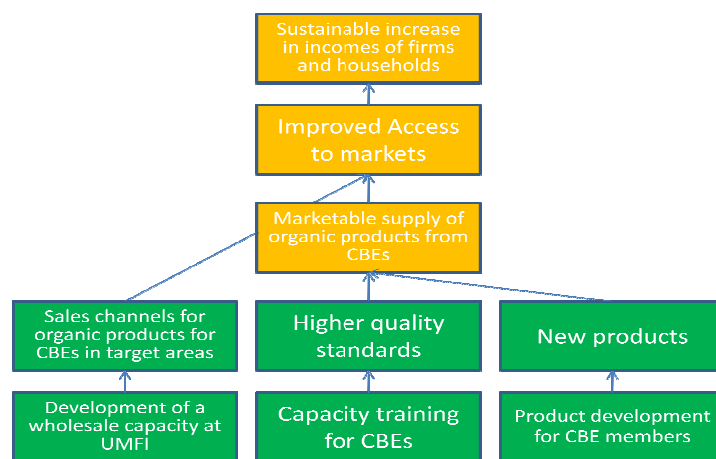 Sustainable increase
in incomes of firms
and households
Improved Access
to markets
Marketable supply of
organic products from
CBEs
Sales channels for
organic products for
CBEs in target areas
Higher quality
standards
New products
Development of a
wholesale capacity at
UMFI
Capacity training
for CBEs
Product development
for CBE members